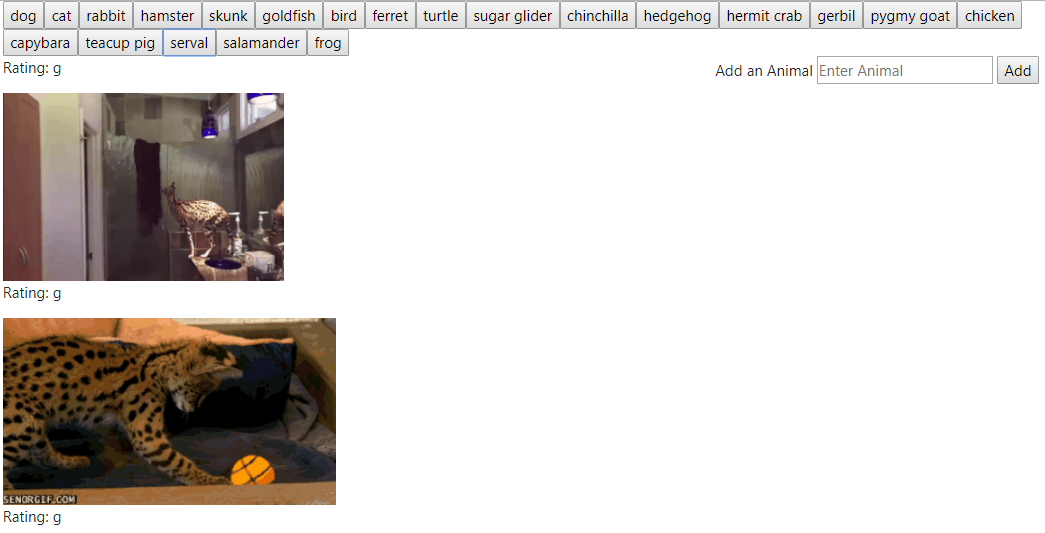 dog cat rabbit hamster skunk goldfish bird ferret turtle sugar glider chinchilla hedgehog hermit crab gerbil pygmy goat chicken
capybara teacup pig serval salamander frog
Rating: g
Add an Animal Enter Animal Add
Rating: g
SENORGIF.COM
Rating: g